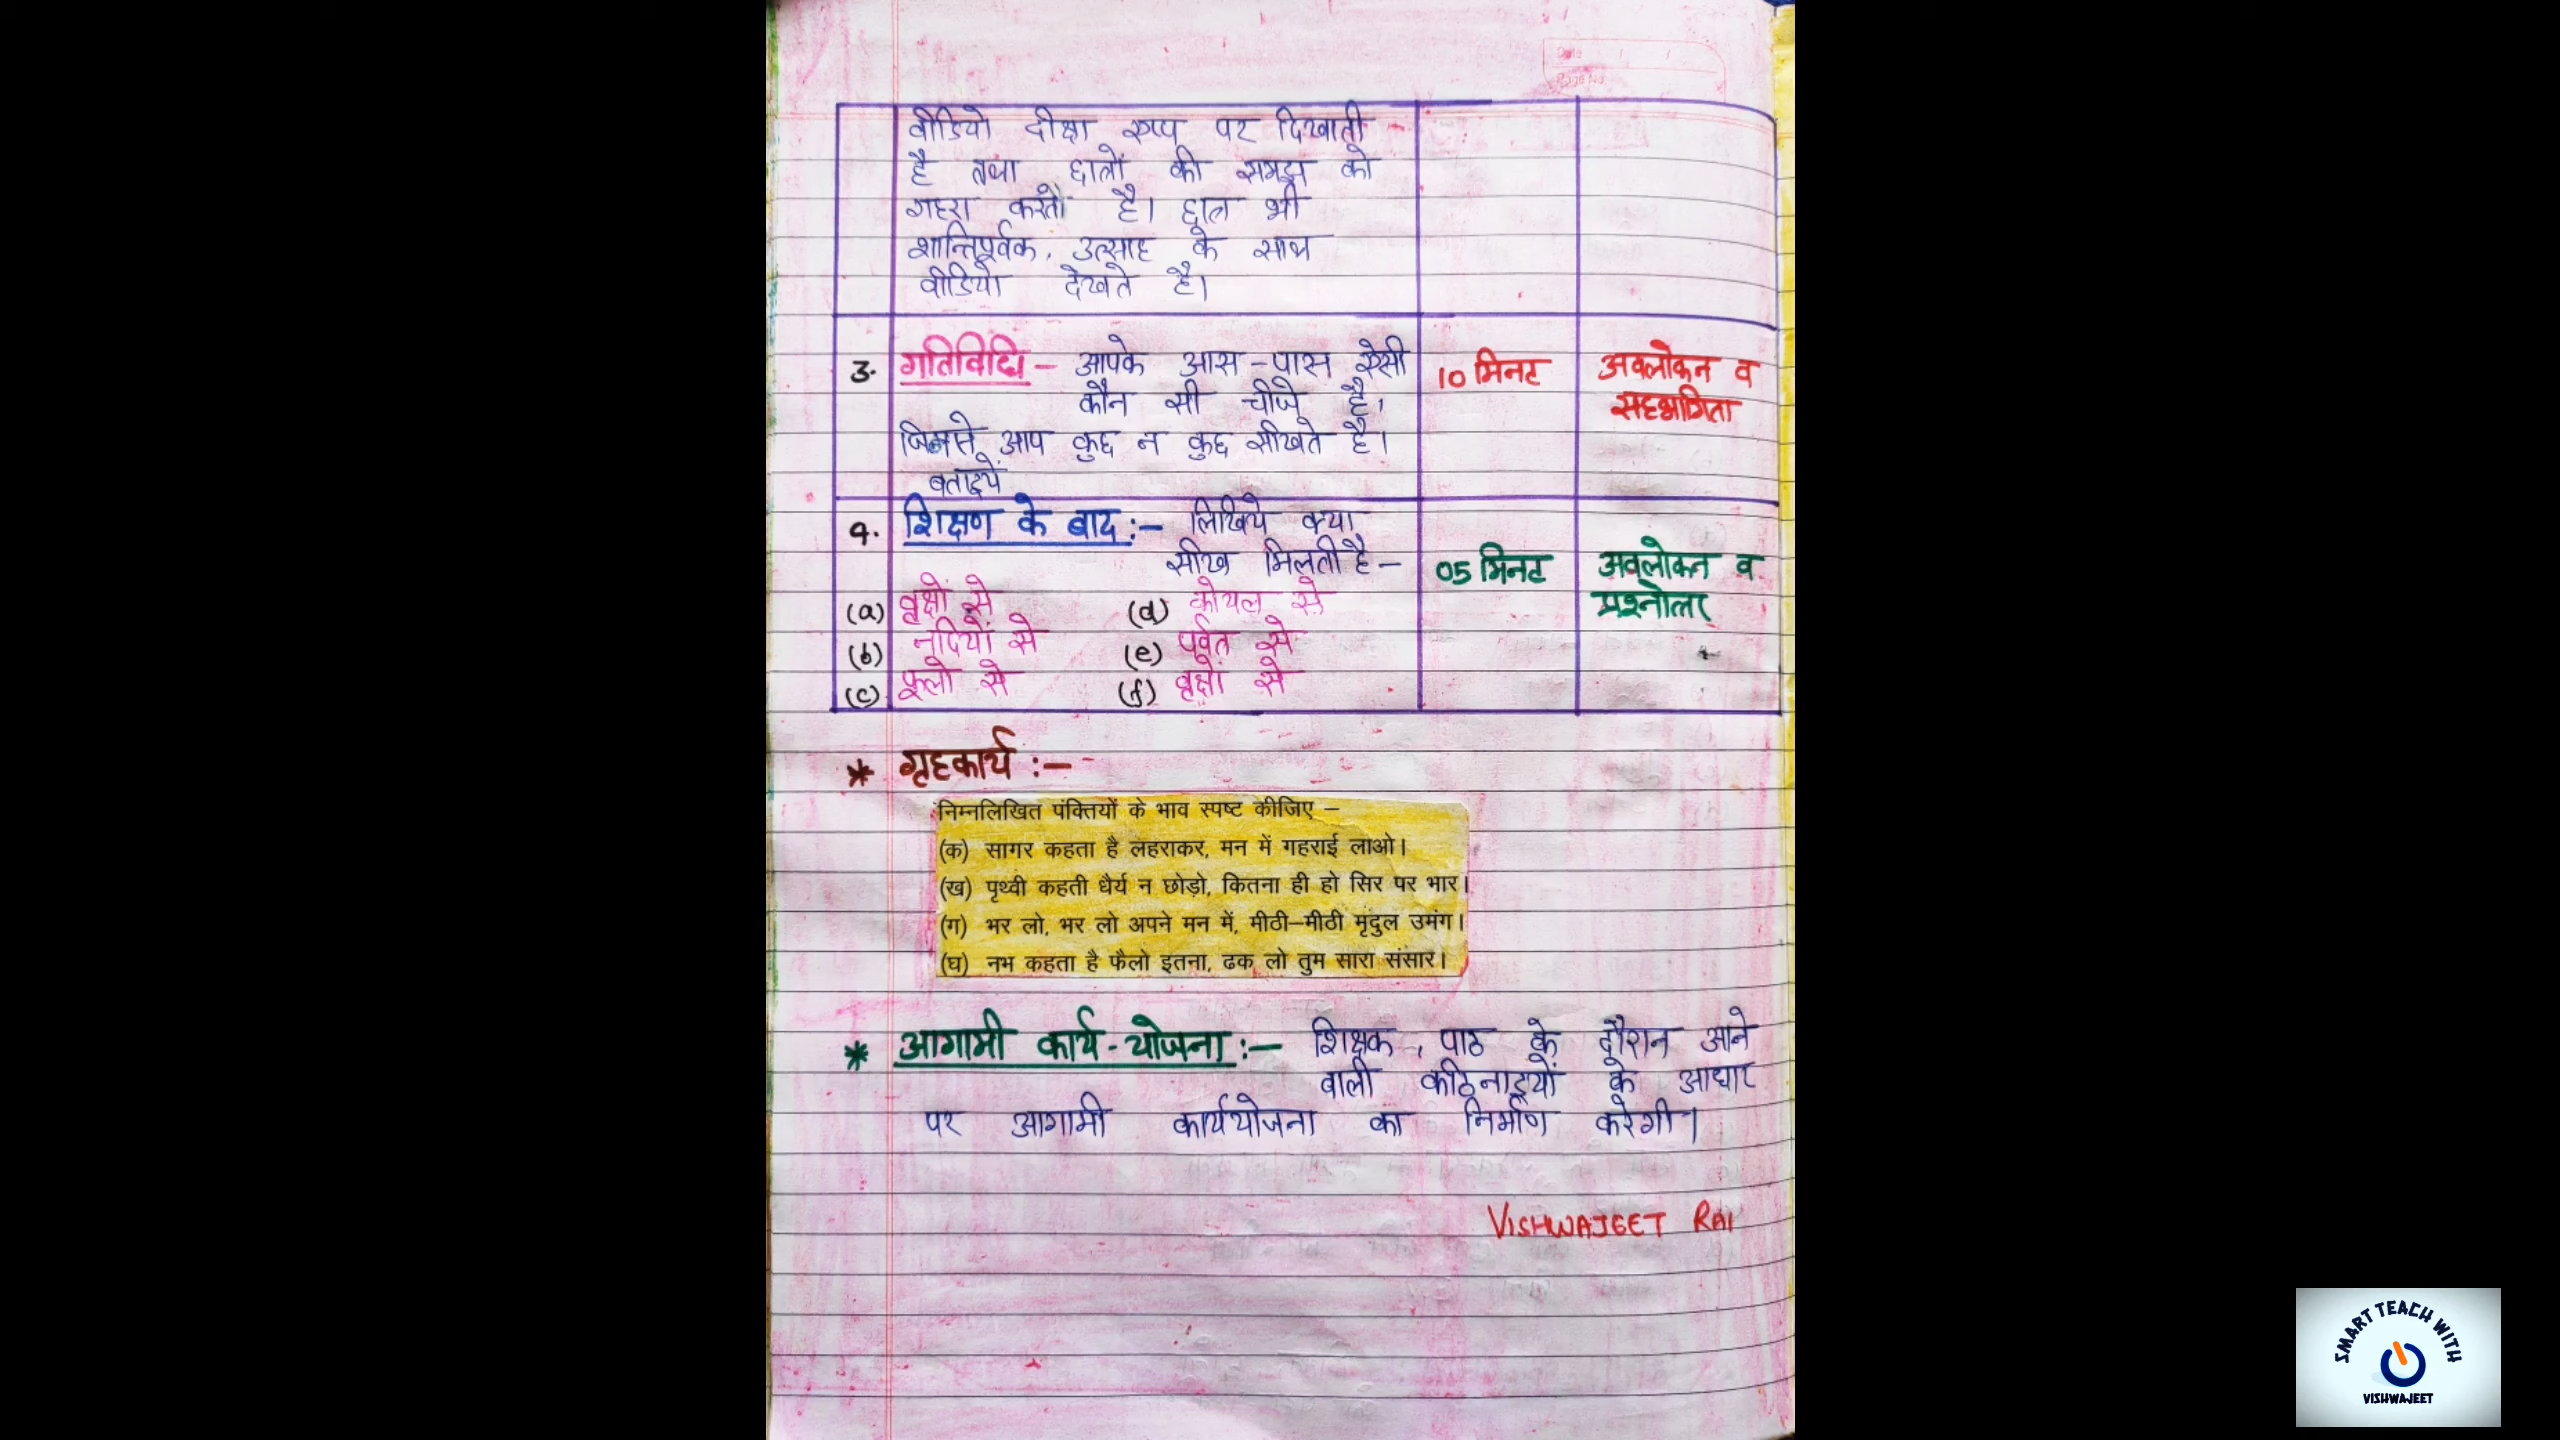 वीडियो दीक्षा एप्प पर दिखाती
है तथा छात्रों की समझ को
गहरा करती है। छात्र भी
शान्तिपूर्वक, उत्साह के साथ
वीडियो देखते है।
3. गतिविधि - आपके आस-पास ऐसी
कौन सी चीजे है,
जिनसे आप कुछ न कुछ सीखते है।
बताइये
10 मिनट
अवलोकन व
सहभागिता
4. शिक्षण के बाद :- लिखिये क्या
सीख मिलती है -
(a) वृक्षों से (d) कोयल से
(b) नदियों से (e) पर्वत से
(c) फूलो से (f) वृक्षों से
05 मिनट
अवलोकन व
प्रश्नोत्तर
* गृहकार्य :-
निम्नलिखित पंक्तियों के भाव स्पष्ट कीजिए –
(क) सागर कहता है लहराकर, मन में गहराई लाओ।
(ख) पृथ्वी कहती धैर्य न छोड़ो, कितना ही हो सिर पर भार।
(ग) भर लो, भर लो अपने मन में, मीठी–मीठी मृदुल उमंग।
(घ) नभ कहता है फैलो इतना, ढक लो तुम सारा संसार।
* आगामी कार्य-योजना :- शिक्षक, पाठ के दौरान आने
वाली कठिनाइयों के आधार
पर आगामी कार्ययोजना का निर्माण करेगी।
VISHWAJEET RAI
SMART TEACH WITH
VISHWAJEET